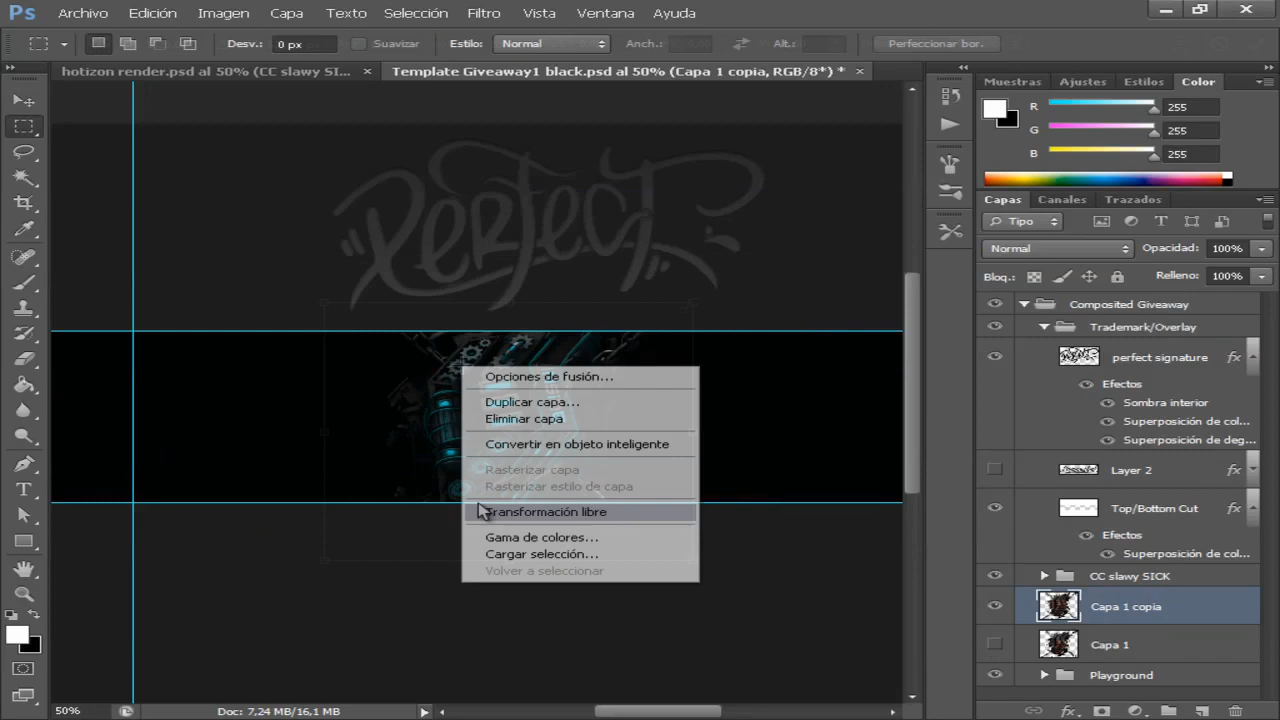 Ps Archivo Edición Imagen Capa Texto Selección Filtro Vista Ventana Ayuda
Desv.: 0 px Suavizar Estilo: Normal Anch.: Alt.: Perfeccionar bor.
hotizon render.psd al 50% (CC slawy SI... × Template Giveaway1 black.psd al 50% (Capa 1 copia, RGB/8*) * ×
Muestras Ajustes Estilos Color
R 255
G 255
B 255
Capas Canales Trazados
Tipo
Normal Opacidad: 100%
Bloq.: Relleno: 100%
Composited Giveaway
Trademark/Overlay
perfect signature fx
Efectos
Sombra interior
Superposición de col...
Superposición de deg...
Layer 2 fx
Top/Bottom Cut fx
Efectos
Superposición de col...
CC slawy SICK
Capa 1 copia
Capa 1
Playground
PERFECT
Opciones de fusión...
Duplicar capa...
Eliminar capa
Convertir en objeto inteligente
Rasterizar capa
Rasterizar estilo de capa
Transformación libre
Gama de colores...
Cargar selección...
Volver a seleccionar
50% Doc: 7,24 MB/16,1 MB